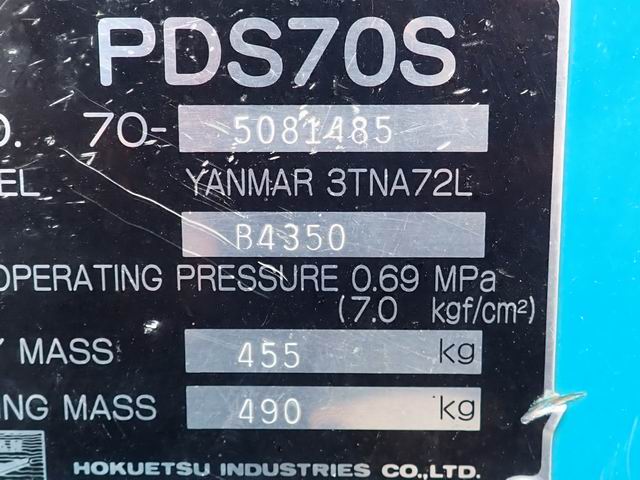 PDS70S
O. 70- 5081485
EL YANMAR 3TNA72L
B4350
OPERATING PRESSURE 0.69 MPa
(7.0 kgf/cm²)
Y MASS 455 kg
ING MASS 490 kg
HOKUETSU INDUSTRIES CO.,LTD.